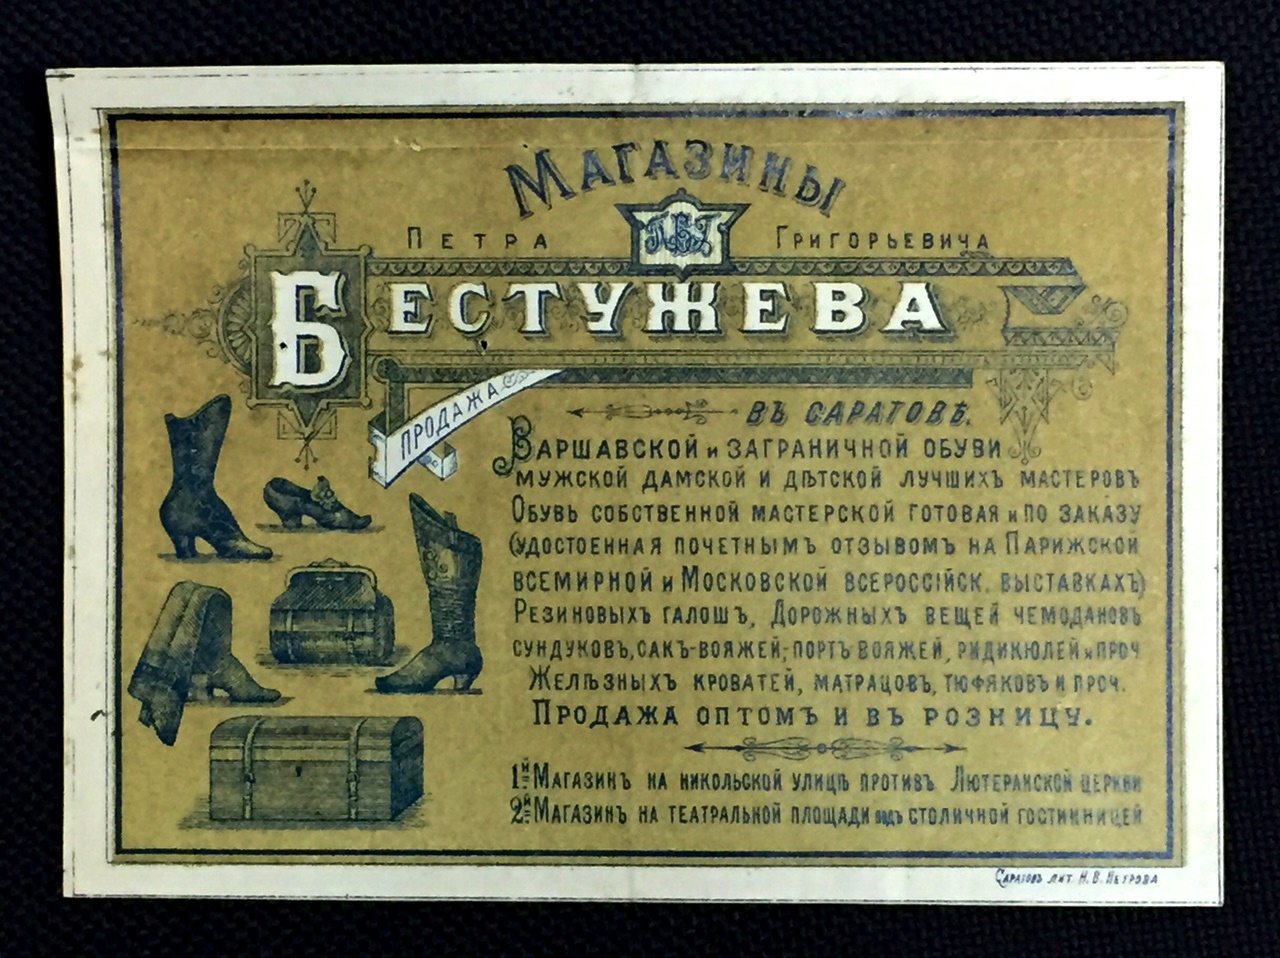 Магазины
Петра Григорьевича
П.Б.Г
Бестужева
Продажа
въ Саратовѣ.
Варшавской и заграничной обуви
мужской дамской и дѣтской лучшихъ мастеровъ
Обувь собственной мастерской готовая и по заказу
(удостоенная почетнымъ отзывомъ на Парижской
всемирной и Московской всероссійск. выставкахъ)
Резиновыхъ галошъ, Дорожныхъ вещей чемодановъ
сундуковъ, сакъ-вояжей, портъ вояжей, ридикюлей и проч
Желѣзныхъ кроватей, матрацовъ, тюфяковъ и проч.
Продажа оптомъ и въ розницу.
1й Магазинъ на никольской улицѣ противъ Лютеранской церкви
2й Магазинъ на театральной площади подъ столичной гостинницей
Саратовъ лит. Н. В. Петрова